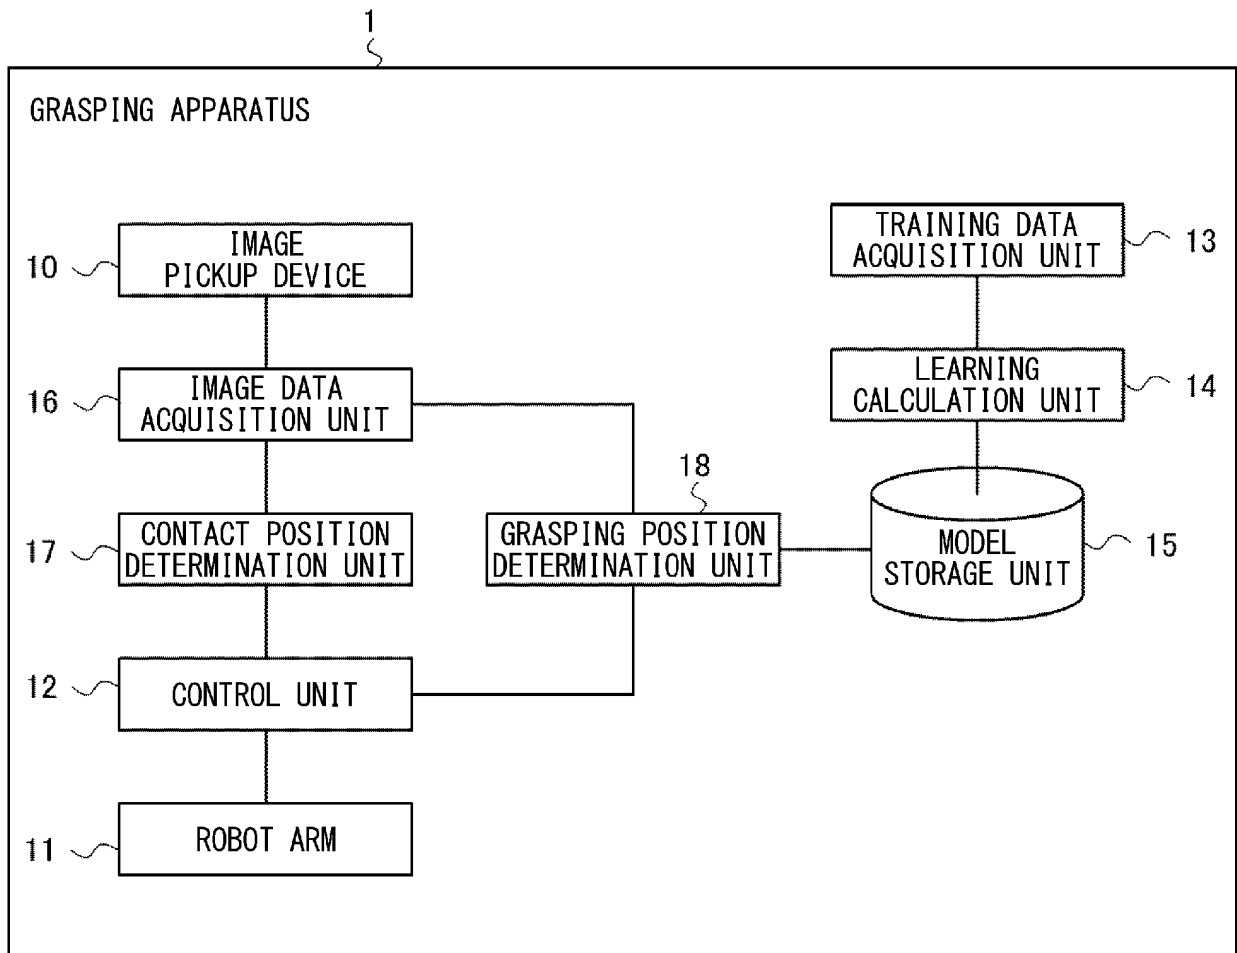 1
GRASPING APPARATUS
IMAGE
PICKUP DEVICE
10
IMAGE DATA
ACQUISITION UNIT
16
CONTACT POSITION
DETERMINATION UNIT
17
CONTROL UNIT
12
ROBOT ARM
11
18
GRASPING POSITION
DETERMINATION UNIT
TRAINING DATA
ACQUISITION UNIT
13
LEARNING
CALCULATION UNIT
14
MODEL
STORAGE UNIT
15